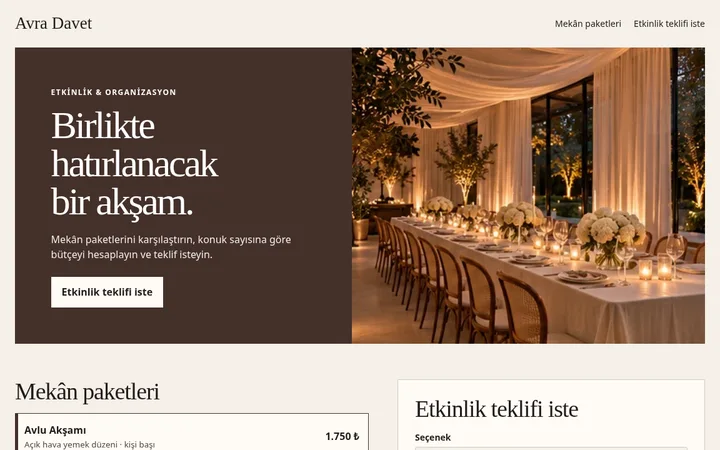 Avra Davet
Mekân paketleri
Etkinlik teklifi iste
ETKİNLİK & ORGANİZASYON
Birlikte
hatırlanacak
bir akşam.
Mekân paketlerini karşılaştırın, konuk sayısına göre
bütçeyi hesaplayın ve teklif isteyin.
Etkinlik teklifi iste
Mekân paketleri
Avlu Akşamı
Açık hava yemek düzeni · kişi başı
1.750 ₺
Etkinlik teklifi iste
Seçenek